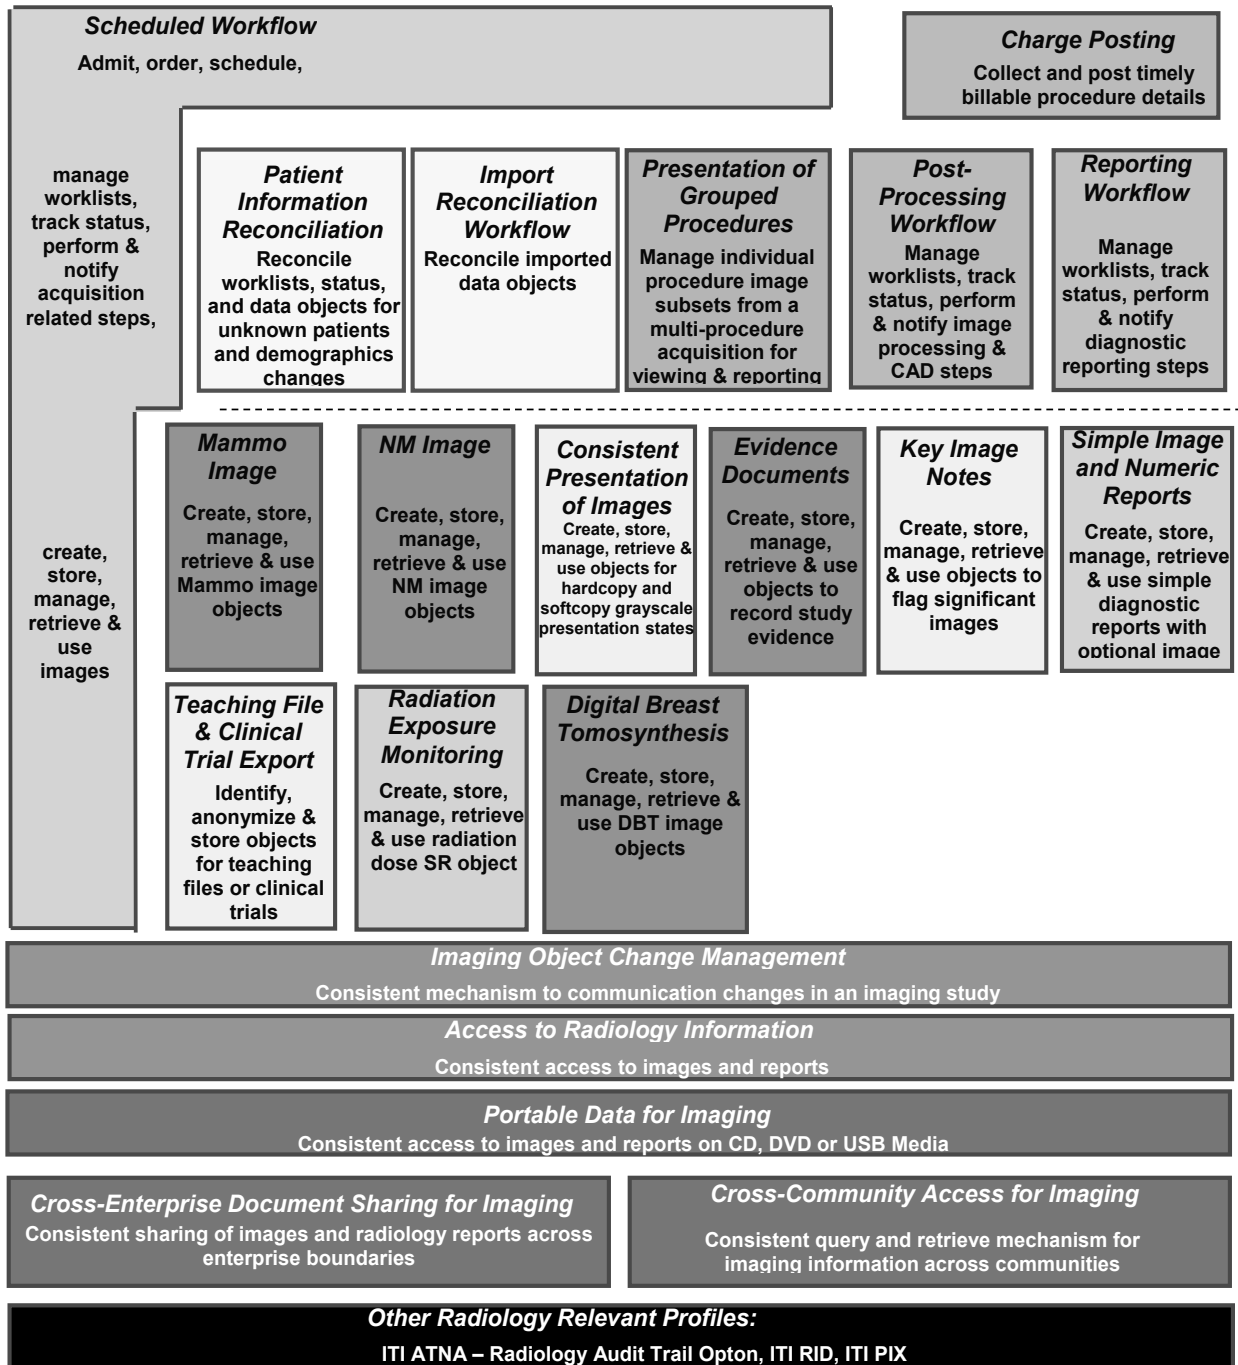 Scheduled Workflow
Admit, order, schedule,
Charge Posting
Collect and post timely
billable procedure details
manage
worklists,
track status,
perform &
notify
acquisition
related steps,
Patient
Information
Reconciliation
Reconcile
worklists, status,
and data objects for
unknown patients
and demographics
changes
Import
Reconciliation
Workflow
Reconcile imported
data objects
Presentation of
Grouped
Procedures
Manage individual
procedure image
subsets from a
multi-procedure
acquisition for
viewing & reporting
Post-
Processing
Workflow
Manage
worklists, track
status, perform
& notify image
processing &
CAD steps
Reporting
Workflow
Manage
worklists, track
status, perform
& notify
diagnostic
reporting steps
create,
store,
manage,
retrieve &
use
images
Mammo
Image
Create, store,
manage,
retrieve & use
Mammo image
objects
NM Image
Create, store,
manage,
retrieve & use
NM image
objects
Consistent
Presentation
of Images
Create, store,
manage, retrieve &
use objects for
hardcopy and
softcopy grayscale
presentation states
Evidence
Documents
Create, store,
manage,
retrieve & use
objects to
record study
evidence
Key Image
Notes
Create, store,
manage, retrieve
& use objects to
flag significant
images
Simple Image
and Numeric
Reports
Create, store,
manage, retrieve
& use simple
diagnostic
reports with
optional image
Teaching File
& Clinical
Trial Export
Identify,
anonymize &
store objects
for teaching
files or clinical
trials
Radiation
Exposure
Monitoring
Create, store,
manage, retrieve
& use radiation
dose SR object
Digital Breast
Tomosynthesis
Create, store,
manage, retrieve &
use DBT image
objects
Imaging Object Change Management
Consistent mechanism to communication changes in an imaging study
Access to Radiology Information
Consistent access to images and reports
Portable Data for Imaging
Consistent access to images and reports on CD, DVD or USB Media
Cross-Enterprise Document Sharing for Imaging
Consistent sharing of images and radiology reports across
enterprise boundaries
Cross-Community Access for Imaging
Consistent query and retrieve mechanism for
imaging information across communities
Other Radiology Relevant Profiles:
ITI ATNA – Radiology Audit Trail Opton, ITI RID, ITI PIX